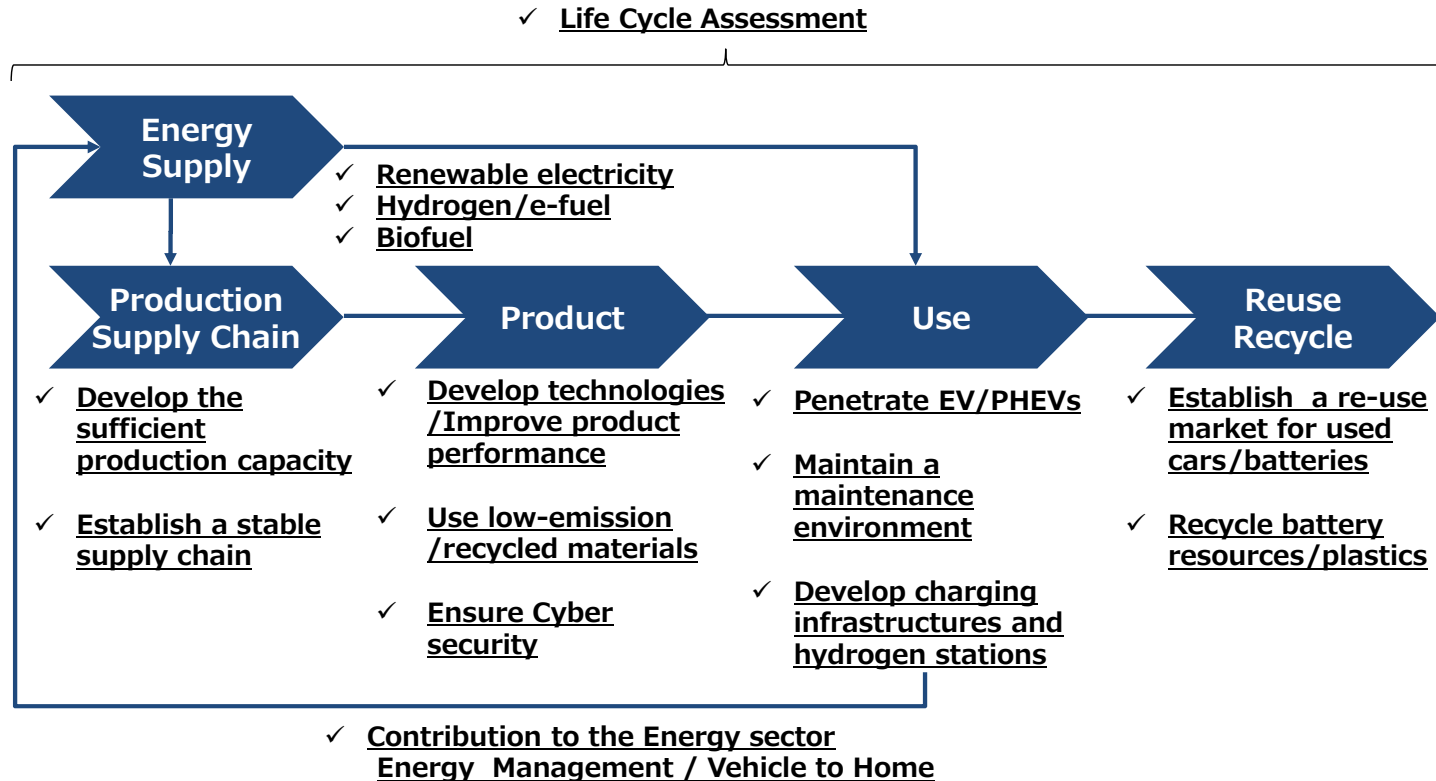 ✓ Life Cycle Assessment
Energy
Supply
✓ Renewable electricity
✓ Hydrogen/e-fuel
✓ Biofuel
Production
Supply Chain
✓ Develop the
sufficient
production capacity
✓ Establish a stable
supply chain
Product
✓ Develop technologies
/Improve product
performance
✓ Use low-emission
/recycled materials
✓ Ensure Cyber
security
Use
✓ Penetrate EV/PHEVs
✓ Maintain a
maintenance
environment
✓ Develop charging
infrastructures and
hydrogen stations
Reuse
Recycle
✓ Establish a re-use
market for used
cars/batteries
✓ Recycle battery
resources/plastics
✓ Contribution to the Energy sector
Energy Management / Vehicle to Home